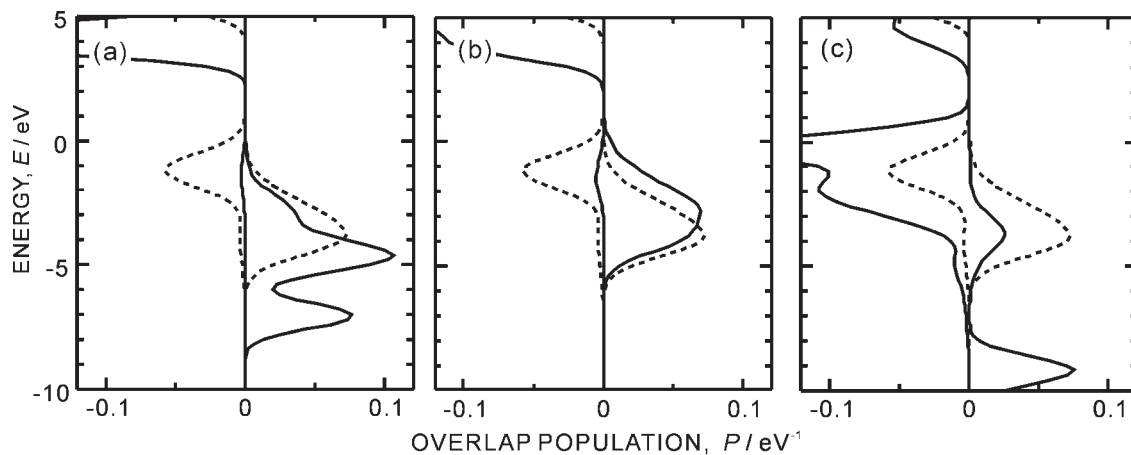 (a)
(b)
(c)
5
0
-5
-10
ENERGY, E / eV
-0.1 0 0.1
-0.1 0 0.1
-0.1 0 0.1
OVERLAP POPULATION, P / eV⁻¹